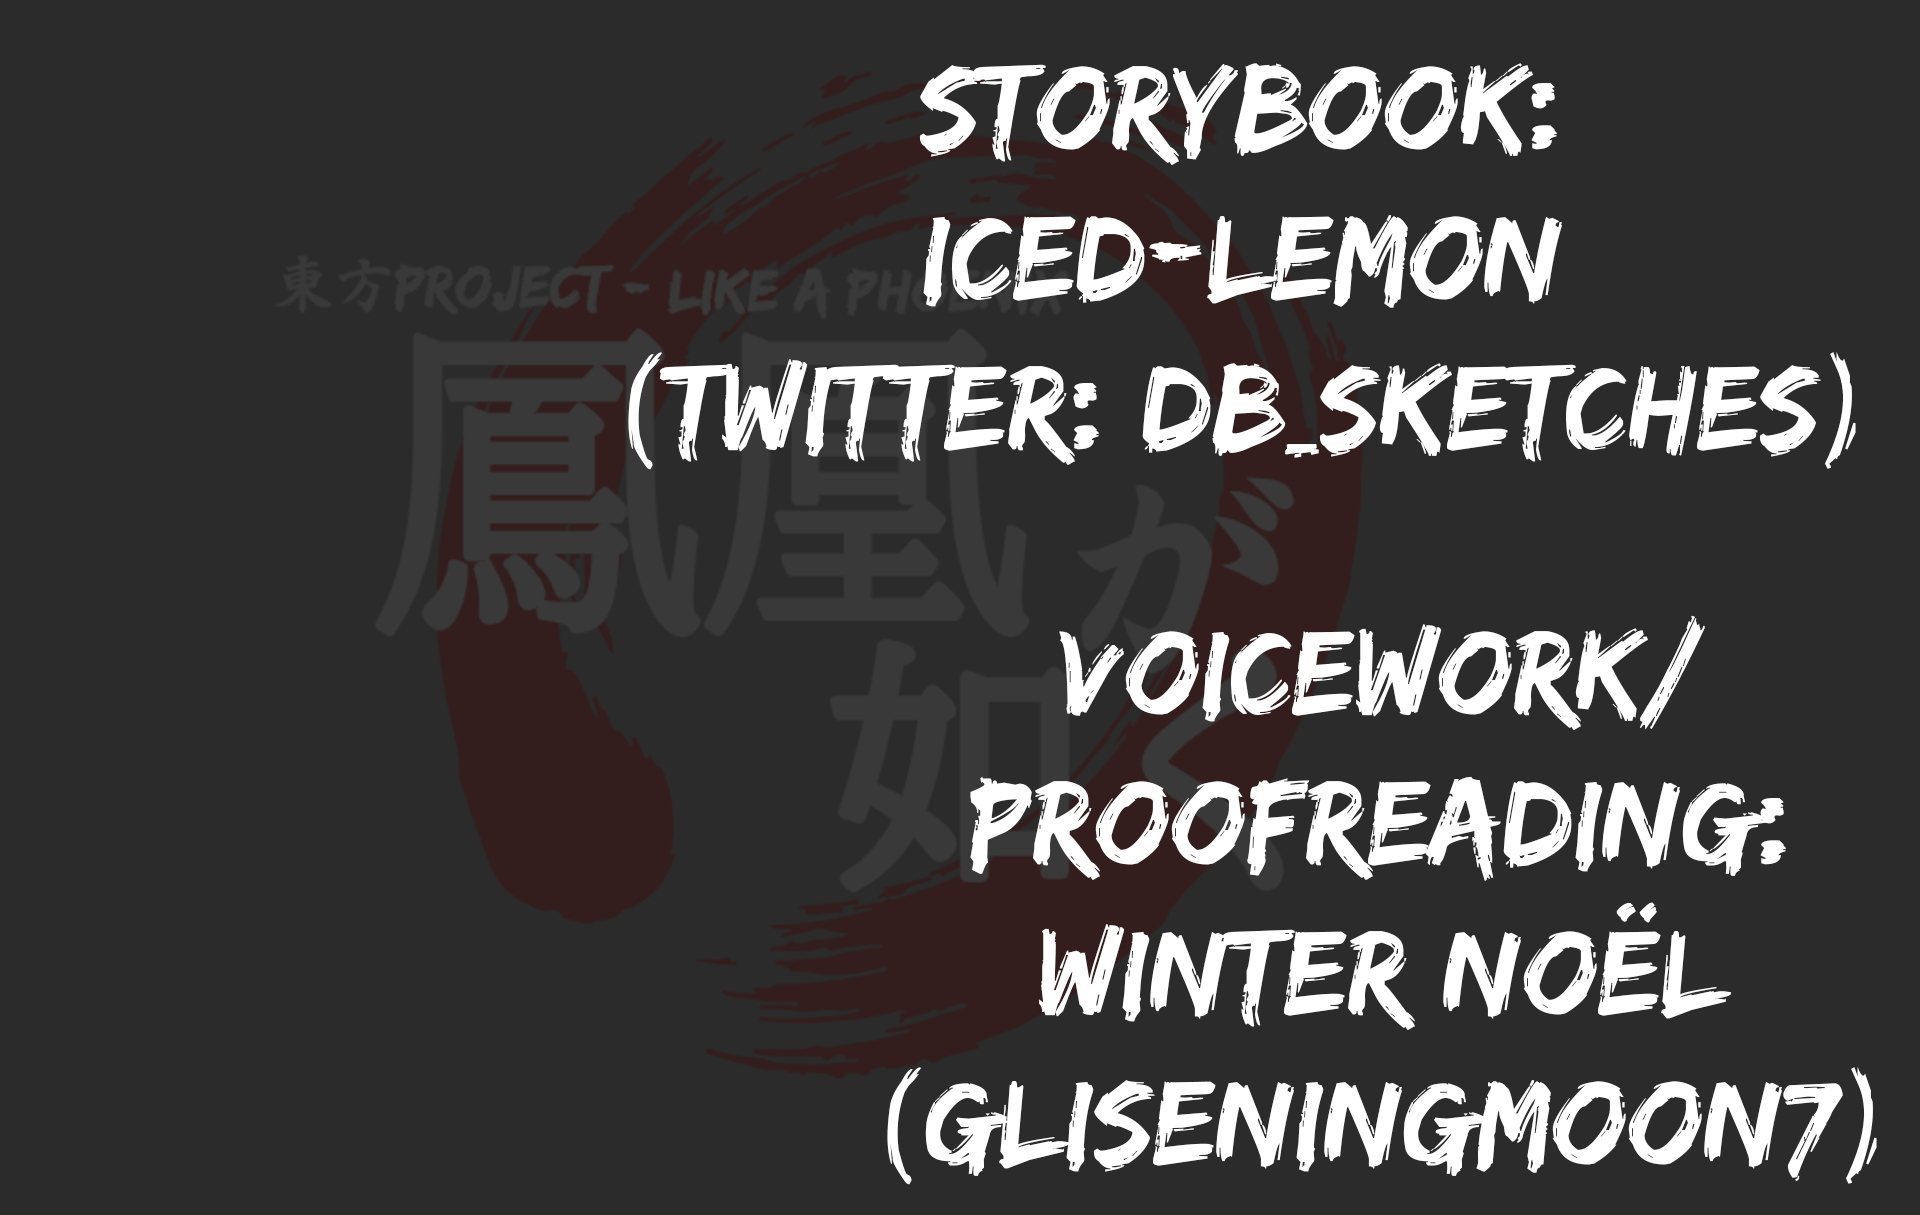 STORYBOOK:
ICED-LEMON
(TWITTER: DB_SKETCHES)
東方PROJECT - LIKE A PHOENIX
鳳凰が
如く
VOICEWORK/
PROOFREADING:
WINTER NOËL
(GLISENINGMOON7)